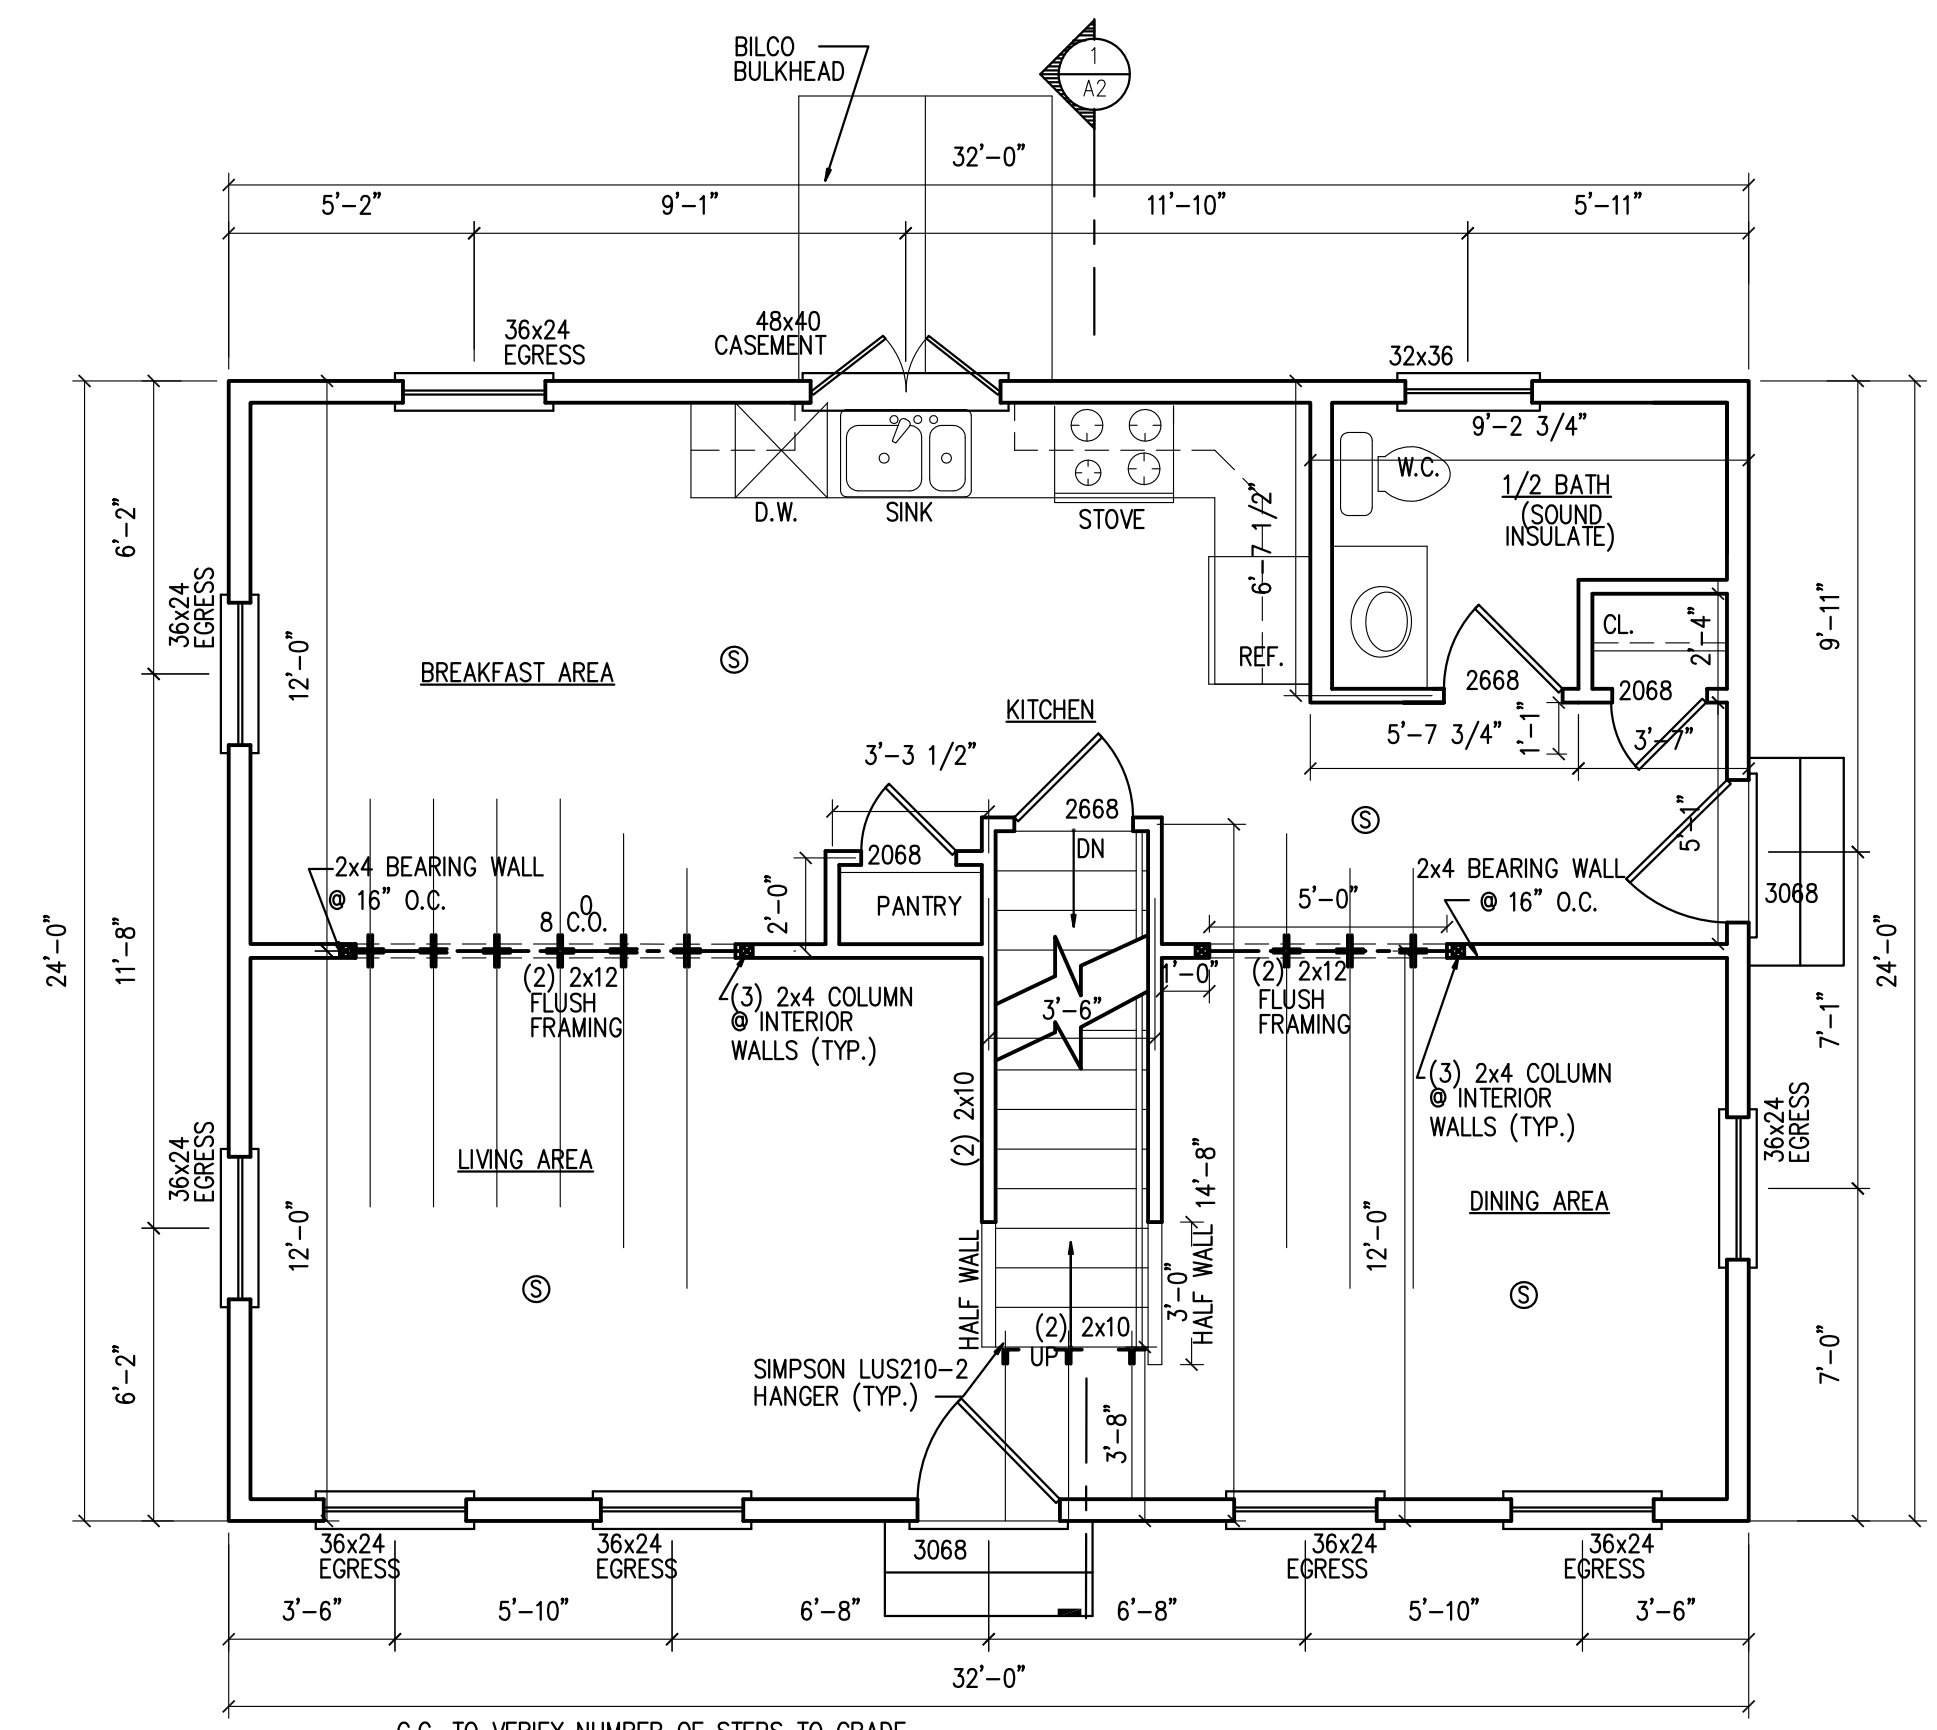 BILCO
BULKHEAD
1
A2
32'-0"
5'-2"
9'-1"
11'-10"
5'-11"
36x24
EGRESS
48x40
CASEMENT
32x36
9'-2 3/4"
W.C.
1/2 BATH
(SOUND
INSULATE)
D.W.
SINK
STOVE
6'-7 1/2"
6'-2"
36x24
EGRESS
12'-0"
BREAKFAST AREA
S
REF.
CL.
2'-4"
9'-11"
2668
2068
KITCHEN
5'-7 3/4"
1'-1"
3'-7"
3'-3 1/2"
2668
DN
2068
S
5'-1"
2x4 BEARING WALL
@ 16" O.C.
2x4 BEARING WALL
@ 16" O.C.
3068
PANTRY
2'-0"
5'-0"
8 0
C.O.
24'-0"
11'-8"
24'-0"
(2) 2x12
FLUSH
FRAMING
(3) 2x4 COLUMN
@ INTERIOR
WALLS (TYP.)
3'-6"
1'-0"
(2) 2x12
FLUSH
FRAMING
7'-1"
(3) 2x4 COLUMN
@ INTERIOR
WALLS (TYP.)
(2) 2x10
36x24
EGRESS
36x24
EGRESS
LIVING AREA
14'-8"
DINING AREA
12'-0"
12'-0"
HALF WALL
3'-0"
HALF WALL
S
S
(2) 2x10
UP
SIMPSON LUS210-2
HANGER (TYP.)
6'-2"
3'-8"
7'-0"
36x24
EGRESS
36x24
EGRESS
3068
36x24
EGRESS
36x24
EGRESS
3'-6"
5'-10"
6'-8"
6'-8"
5'-10"
3'-6"
32'-0"
G.C. TO VERIFY NUMBER OF STEPS TO GRADE